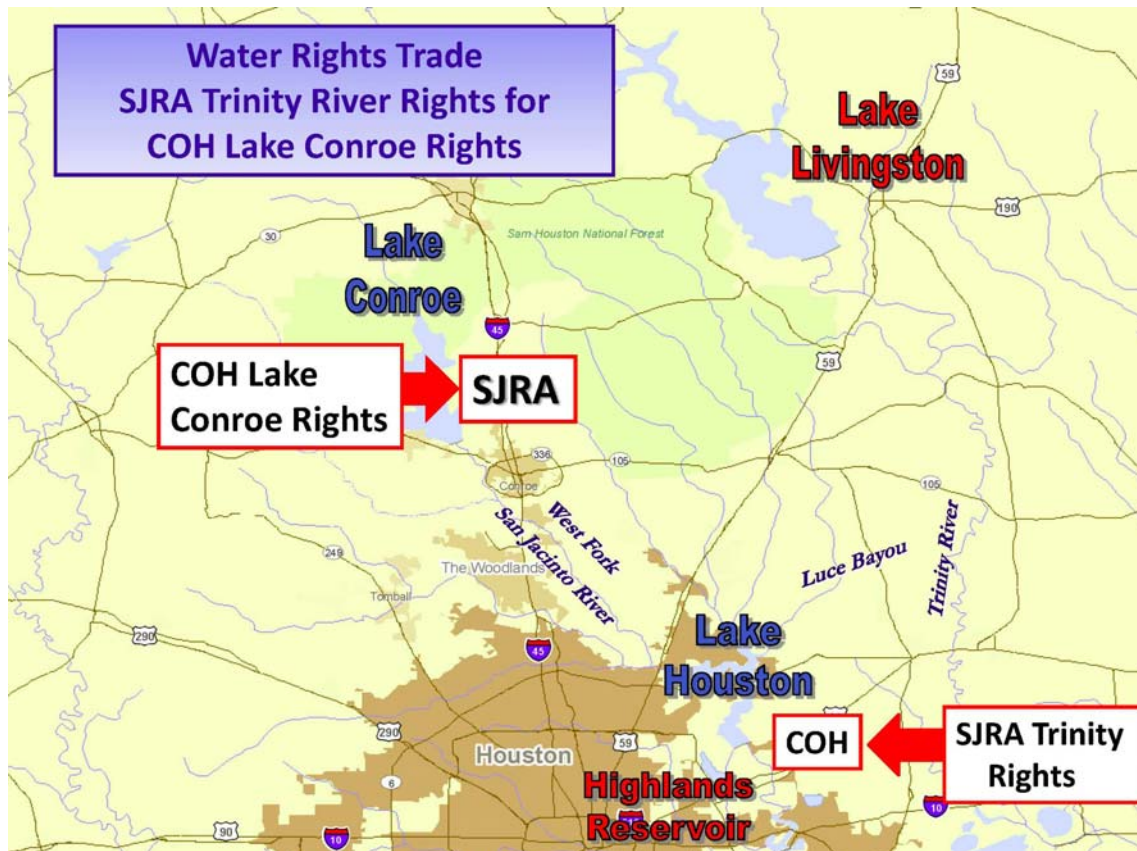 Water Rights Trade
SJRA Trinity River Rights for
COH Lake Conroe Rights
59
Lake
Livingston
190
Sam Houston National Forest
30
Lake
Conroe
45
59
COH Lake
Conroe Rights
SJRA
336
105
Conroe
105
West Fork
San Jacinto River
249
The Woodlands
Luce Bayou
Trinity River
Tomball
290
45
Lake
Houston
290
59
COH
SJRA Trinity
Rights
Houston
6
Highlands
Reservoir
10
90
10